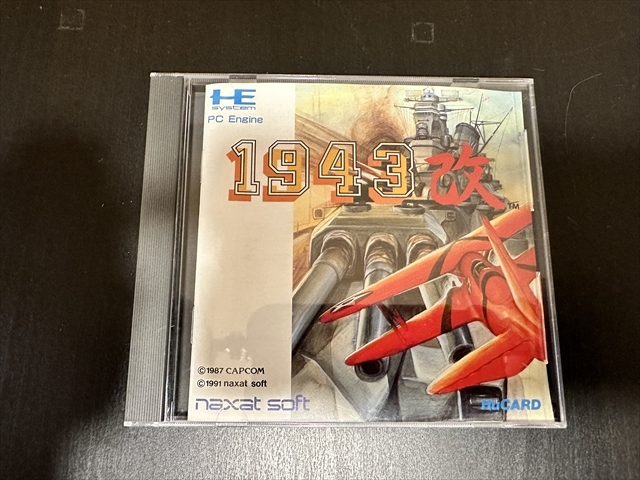 HE
system
PC Engine
1943改
TM
©1987 CAPCOM
©1991 naxat soft
naxat soft
HuCARD